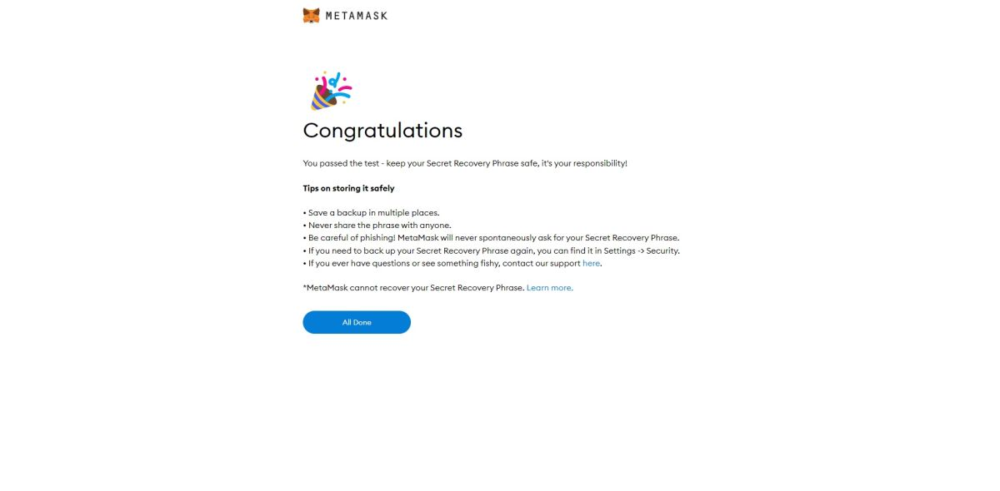 METAMASK
Congratulations
You passed the test - keep your Secret Recovery Phrase safe, it's your responsibility!
Tips on storing it safely
• Save a backup in multiple places.
• Never share the phrase with anyone.
• Be careful of phishing! MetaMask will never spontaneously ask for your Secret Recovery Phrase.
• If you need to back up your Secret Recovery Phrase again, you can find it in Settings -> Security.
• If you ever have questions or see something fishy, contact our support here.
*MetaMask cannot recover your Secret Recovery Phrase. Learn more.
All Done